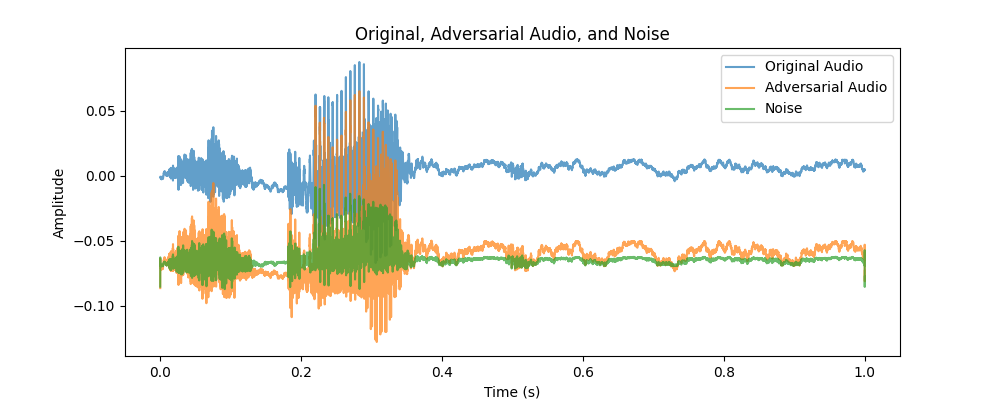 Original, Adversarial Audio, and Noise
Original Audio
Adversarial Audio
Noise
Amplitude
0.05
0.00
−0.05
−0.10
0.0 0.2 0.4 0.6 0.8 1.0
Time (s)